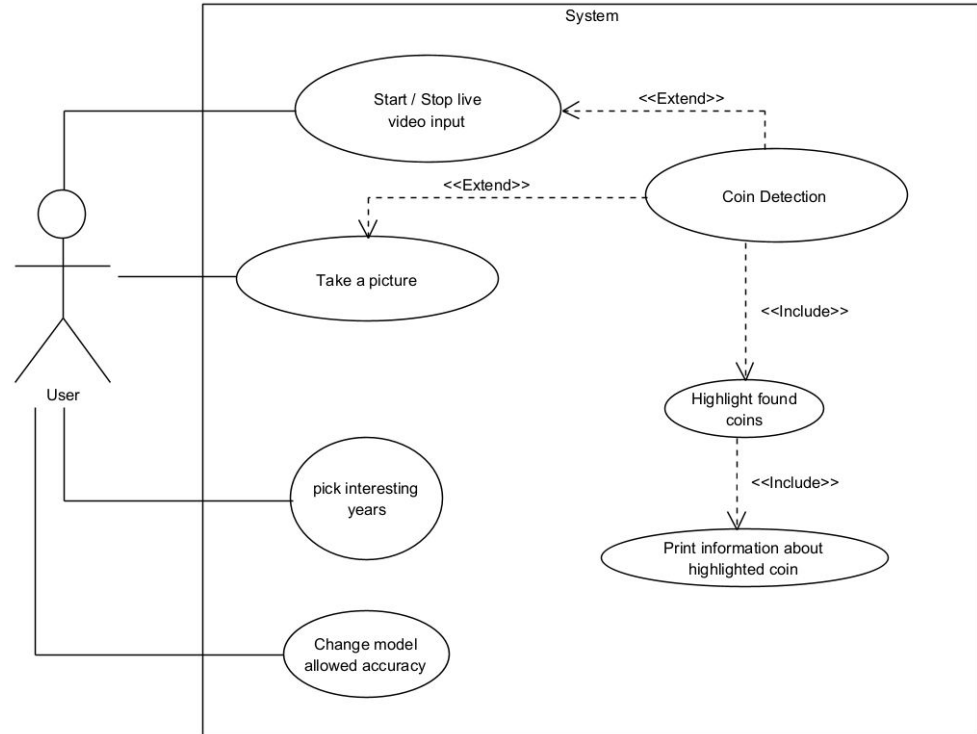 System
Start / Stop live
video input
<<Extend>>
<<Extend>>
Coin Detection
Take a picture
<<Include>>
User
Highlight found
coins
pick interesting
years
<<Include>>
Print information about
highlighted coin
Change model
allowed accuracy